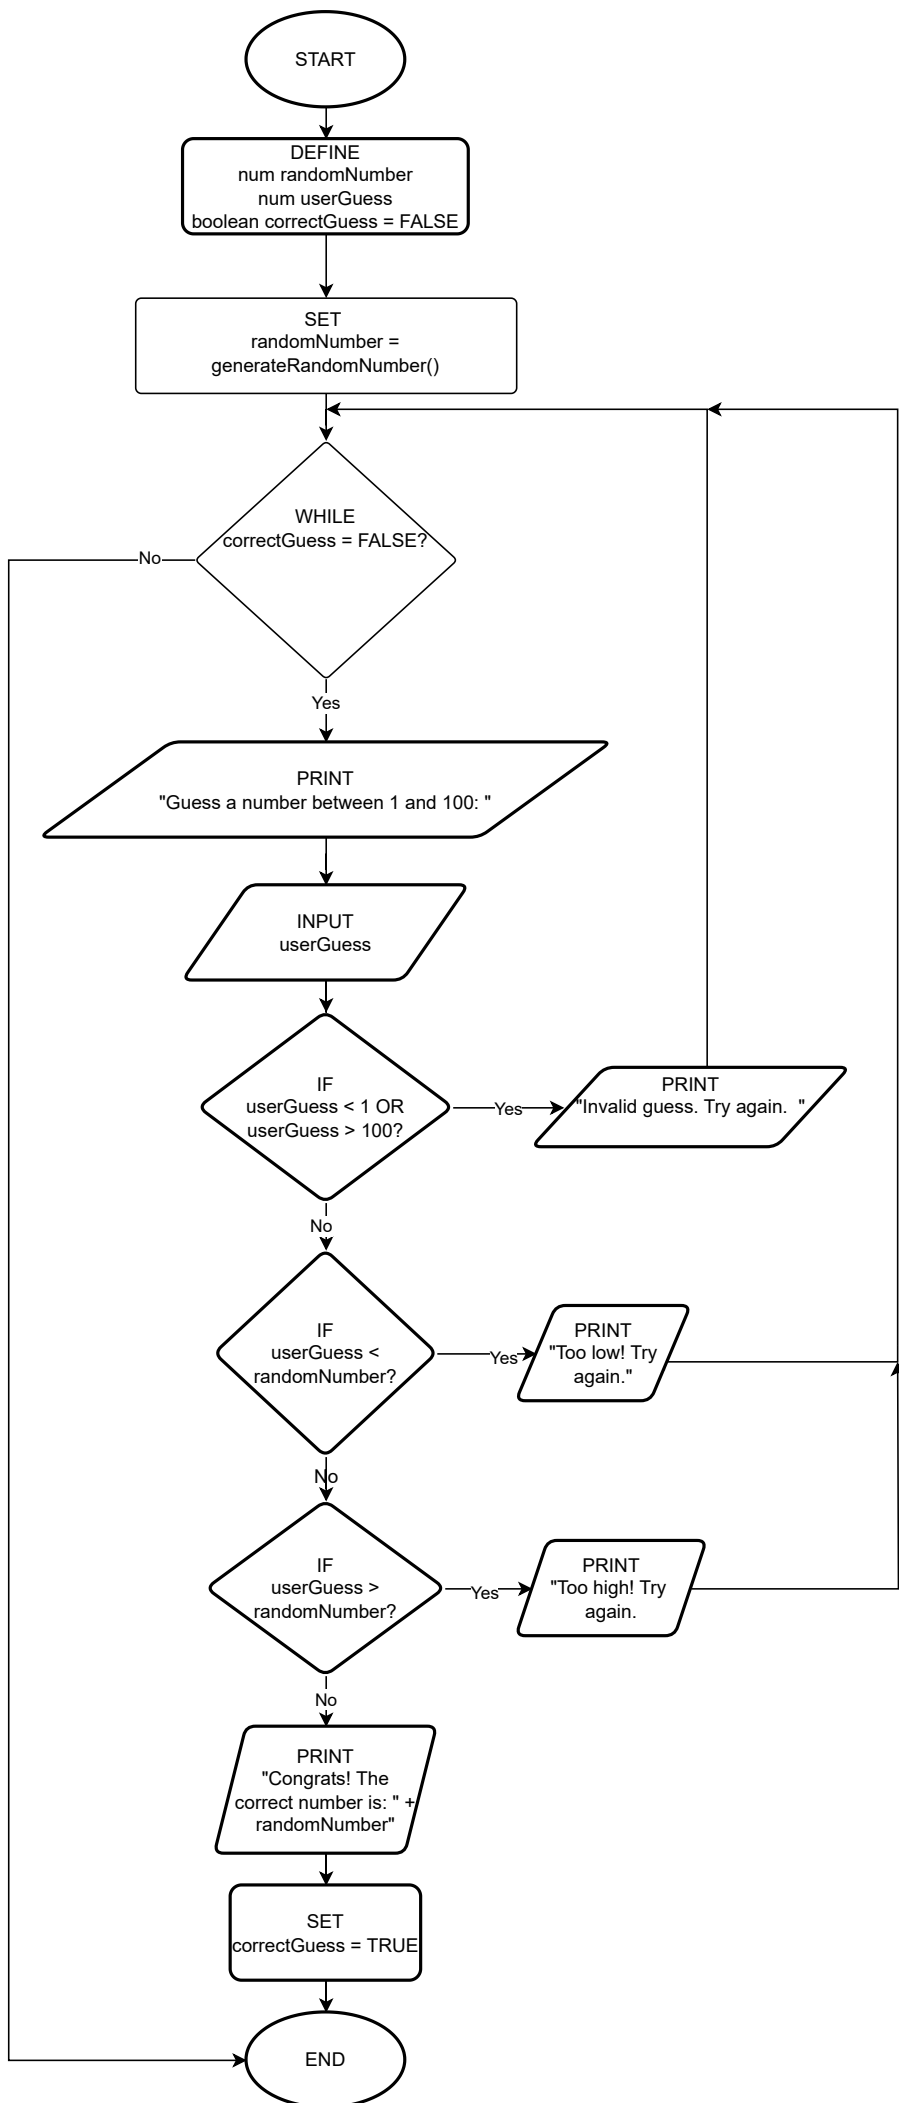 START
DEFINE
num randomNumber
num userGuess
boolean correctGuess = FALSE
SET
randomNumber =
generateRandomNumber()
WHILE
correctGuess = FALSE?
No
Yes
PRINT
"Guess a number between 1 and 100: "
INPUT
userGuess
IF
userGuess < 1 OR
userGuess > 100?
Yes
PRINT
"Invalid guess. Try again.  "
No
IF
userGuess <
randomNumber?
Yes
PRINT
"Too low! Try
again."
No
IF
userGuess >
randomNumber?
Yes
PRINT
"Too high! Try
again.
No
PRINT
"Congrats! The
correct number is: " +
randomNumber"
SET
correctGuess = TRUE
END